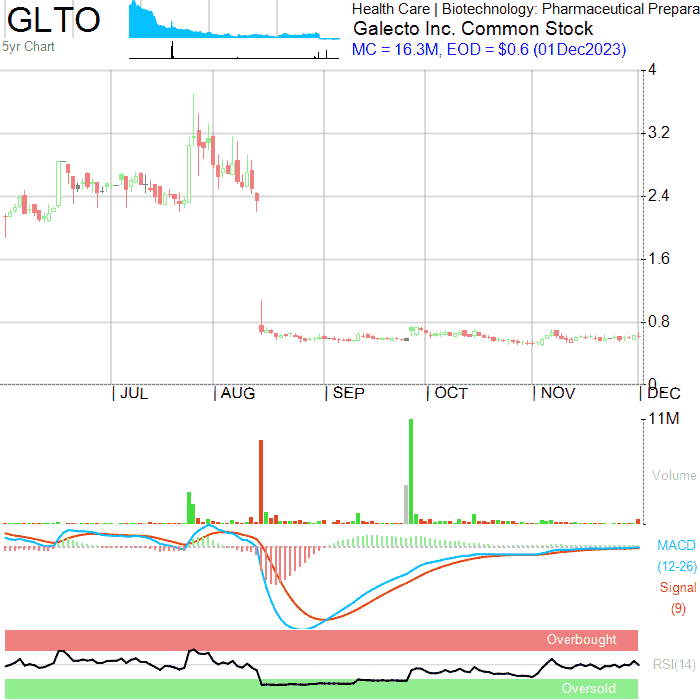 GLTO
5yr Chart
Health Care | Biotechnology: Pharmaceutical Prepara
Galecto Inc. Common Stock
MC = 16.3M, EOD = $0.6 (01Dec2023)
4
3.2
2.4
1.6
0.8
0
JUL AUG SEP OCT NOV DEC
11M
Volume
MACD
(12-26)
Signal
(9)
Overbought
RSI(14)
Oversold